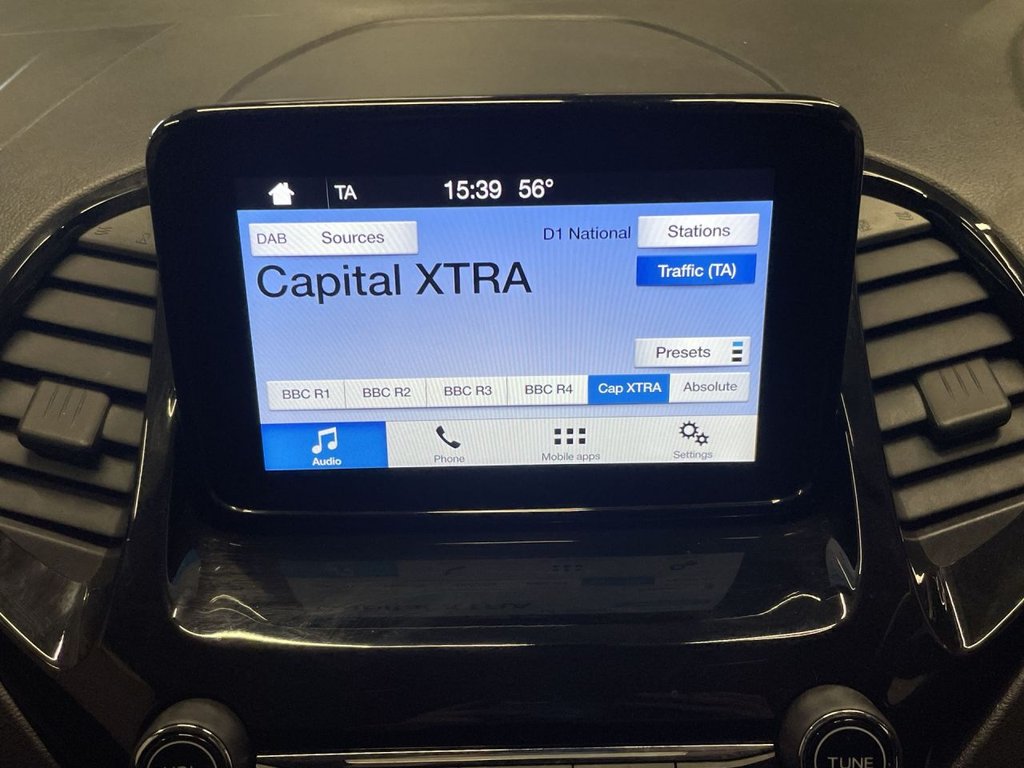 TA 15:39 56°
DAB Sources D1 National Stations
Capital XTRA Traffic (TA)
Presets
BBC R1 BBC R2 BBC R3 BBC R4 Cap XTRA Absolute
Audio Phone Mobile apps Settings
TUNE